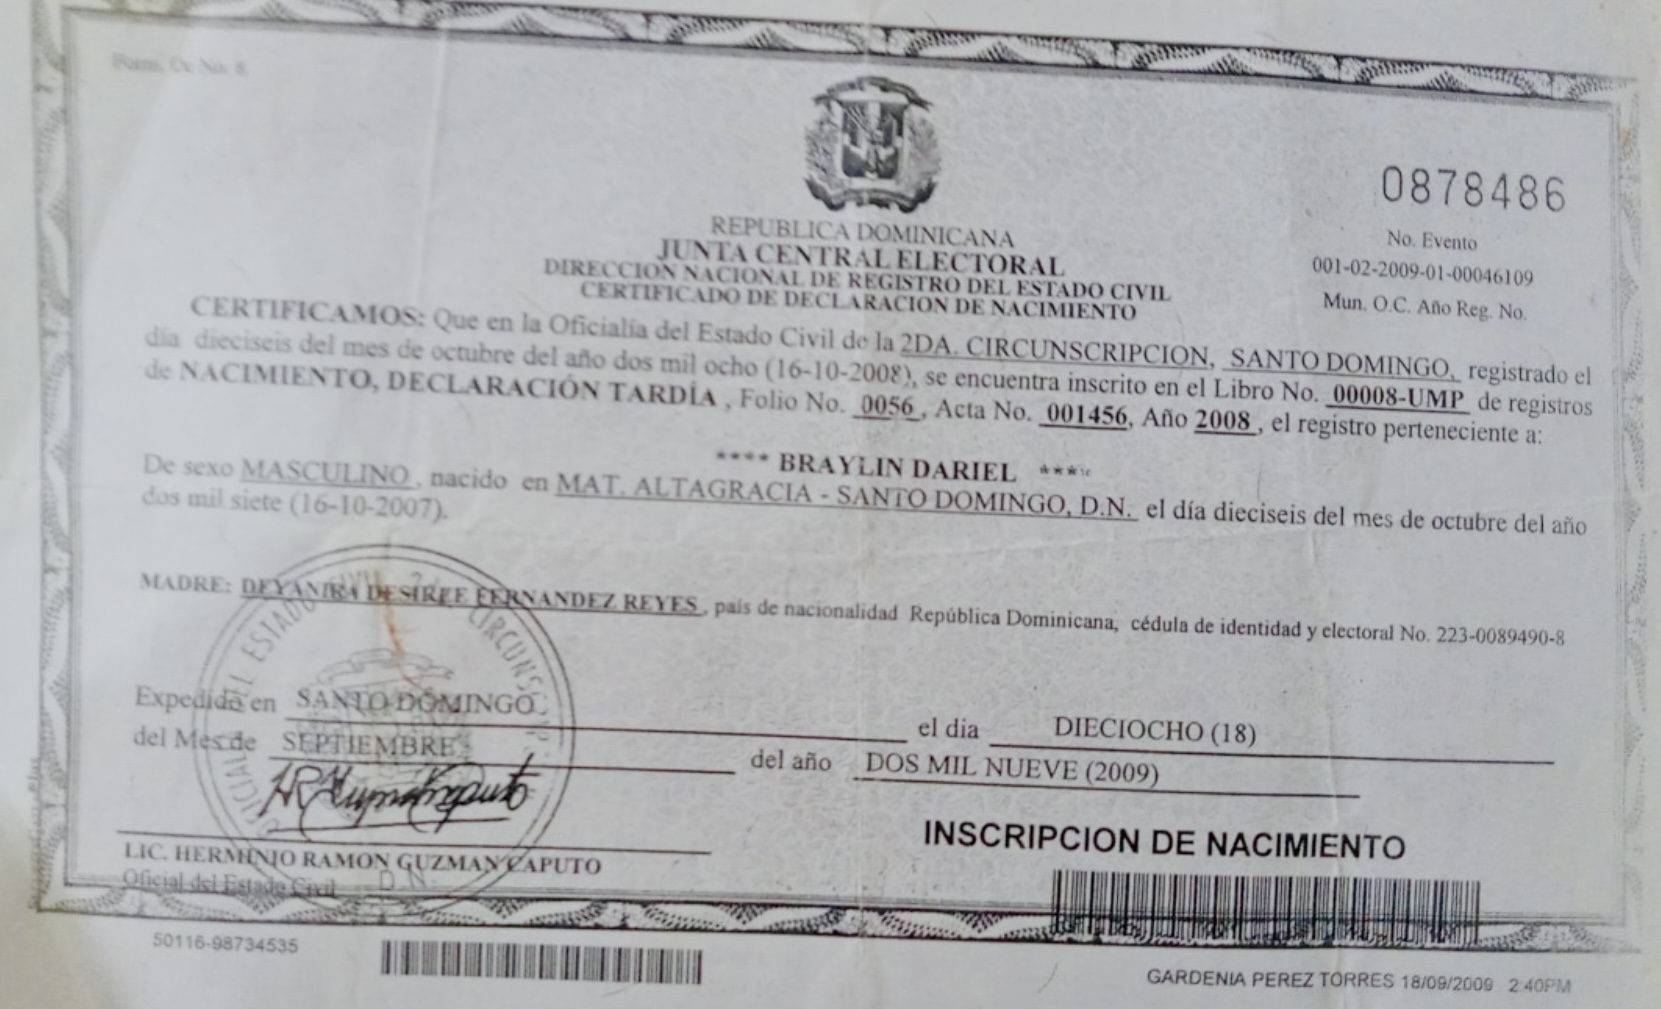 Form. Oc No. 8
0878486
No. Evento
001-02-2009-01-00046109
Mun. O.C. Año Reg. No.
REPUBLICA DOMINICANA
JUNTA CENTRAL ELECTORAL
DIRECCION NACIONAL DE REGISTRO DEL ESTADO CIVIL
CERTIFICADO DE DECLARACION DE NACIMIENTO
CERTIFICAMOS: Que en la Oficialía del Estado Civil de la 2DA. CIRCUNSCRIPCION, SANTO DOMINGO, registrado el
día dieciseis del mes de octubre del año dos mil ocho (16-10-2008), se encuentra inscrito en el Libro No. 00008-UMP de registros
de NACIMIENTO, DECLARACIÓN TARDÍA , Folio No. 0056 , Acta No. 001456, Año 2008 , el registro perteneciente a:
**** BRAYLIN DARIEL ****
De sexo MASCULINO , nacido en MAT. ALTAGRACIA - SANTO DOMINGO, D.N. el día dieciseis del mes de octubre del año
dos mil siete (16-10-2007).
MADRE: DEYANIRA DESIREE FERNANDEZ REYES , país de nacionalidad República Dominicana, cédula de identidad y electoral No. 223-0089490-8
Expedido en SANTO DOMINGO el dia DIECIOCHO (18)
del Mes de SEPTIEMBRE del año DOS MIL NUEVE (2009)
LIC. HERMINIO RAMON GUZMAN CAPUTO
Oficial del Estado Civil
D.N.
INSCRIPCION DE NACIMIENTO
50116-98734535
GARDENIA PEREZ TORRES 18/09/2009 2:40PM